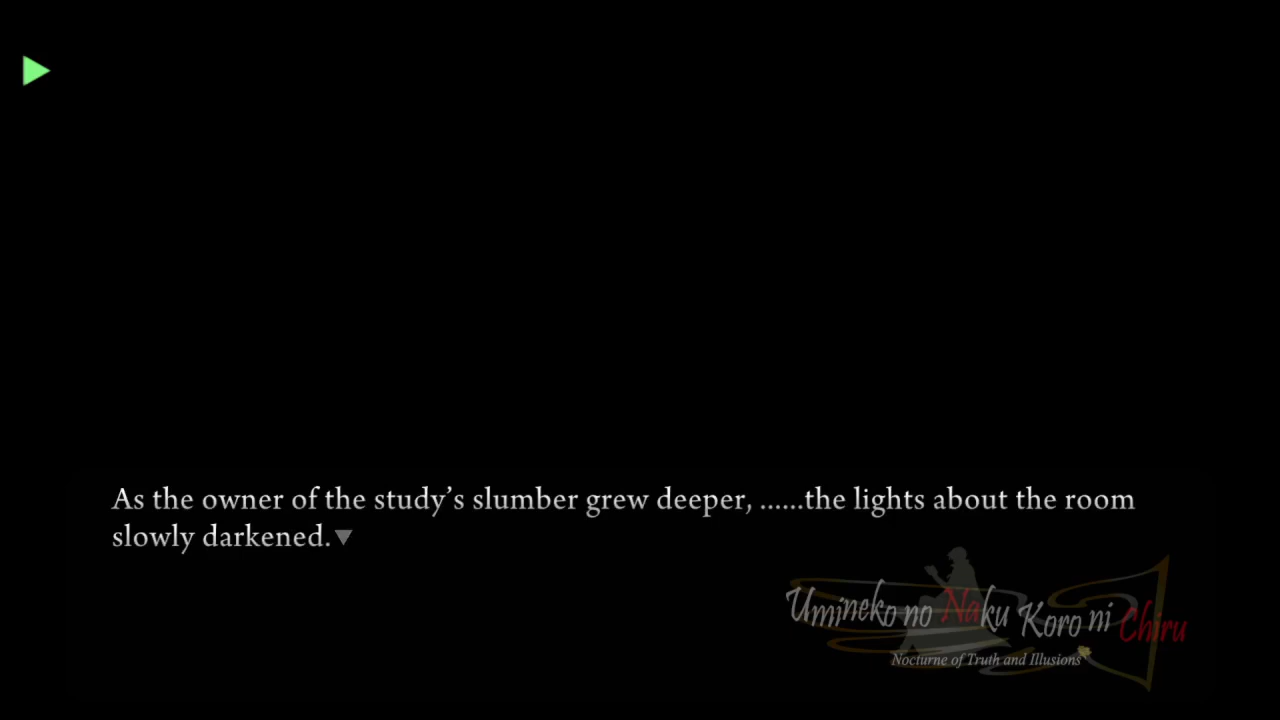 As the owner of the study’s slumber grew deeper, ......the lights about the room
slowly darkened.
Umineko no Naku Koro ni Chiru
Nocturne of Truth and Illusions